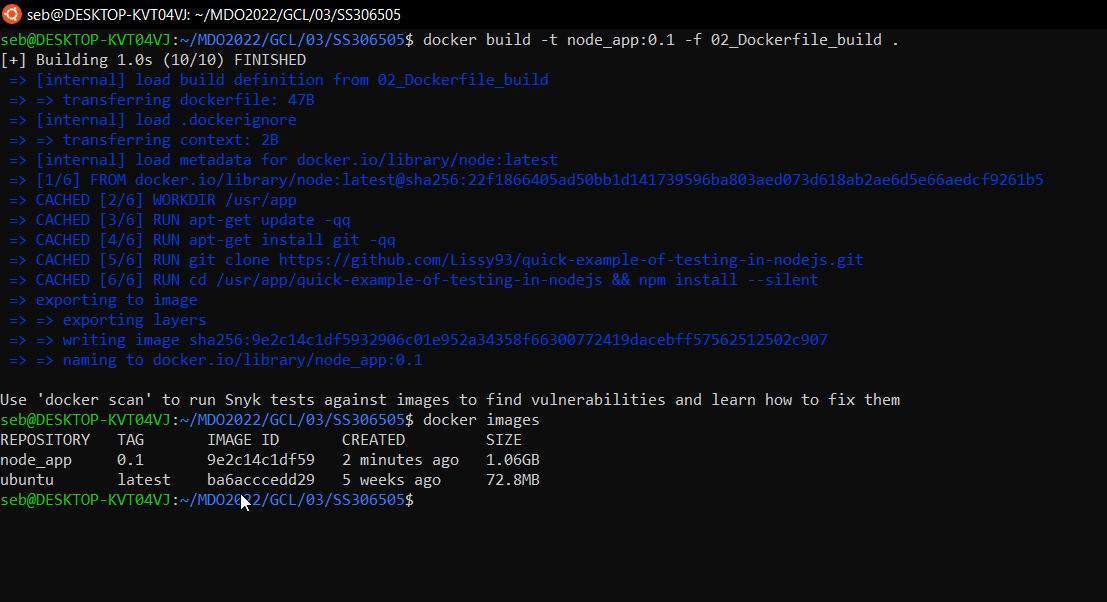 seb@DESKTOP-KVT04VJ: ~/MDO2022/GCL/03/SS306505
seb@DESKTOP-KVT04VJ:~/MDO2022/GCL/03/SS306505$ docker build -t node_app:0.1 -f 02_Dockerfile_build .
[+] Building 1.0s (10/10) FINISHED
=> [internal] load build definition from 02_Dockerfile_build
=> => transferring dockerfile: 47B
=> [internal] load .dockerignore
=> => transferring context: 2B
=> [internal] load metadata for docker.io/library/node:latest
=> [1/6] FROM docker.io/library/node:latest@sha256:22f1866405ad50bb1d141739596ba803aed073d618ab2ae6d5e66aedcf9261b5
=> CACHED [2/6] WORKDIR /usr/app
=> CACHED [3/6] RUN apt-get update -qq
=> CACHED [4/6] RUN apt-get install git -qq
=> CACHED [5/6] RUN git clone https://github.com/Lissy93/quick-example-of-testing-in-nodejs.git
=> CACHED [6/6] RUN cd /usr/app/quick-example-of-testing-in-nodejs && npm install --silent
=> exporting to image
=> => exporting layers
=> => writing image sha256:9e2c14c1df5932906c01e952a34358f66300772419dacebff57562512502c907
=> => naming to docker.io/library/node_app:0.1
Use 'docker scan' to run Snyk tests against images to find vulnerabilities and learn how to fix them
seb@DESKTOP-KVT04VJ:~/MDO2022/GCL/03/SS306505$ docker images
REPOSITORY TAG IMAGE ID CREATED SIZE
node_app 0.1 9e2c14c1df59 2 minutes ago 1.06GB
ubuntu latest ba6acccedd29 5 weeks ago 72.8MB
seb@DESKTOP-KVT04VJ:~/MDO2022/GCL/03/SS306505$